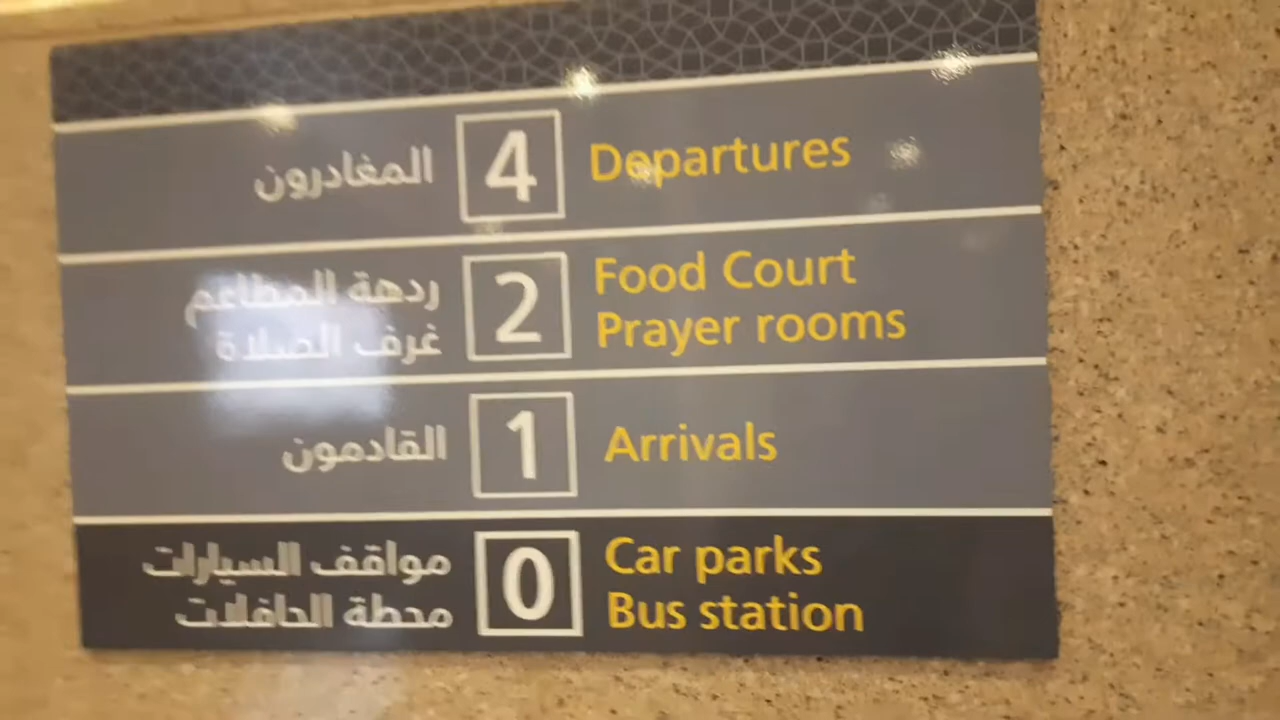 المغادرون 4 Departures
ردهة المطاعم 2 Food Court
غرف الصلاة Prayer rooms
القادمون 1 Arrivals
مواقف السيارات 0 Car parks
محطة الحافلات Bus station